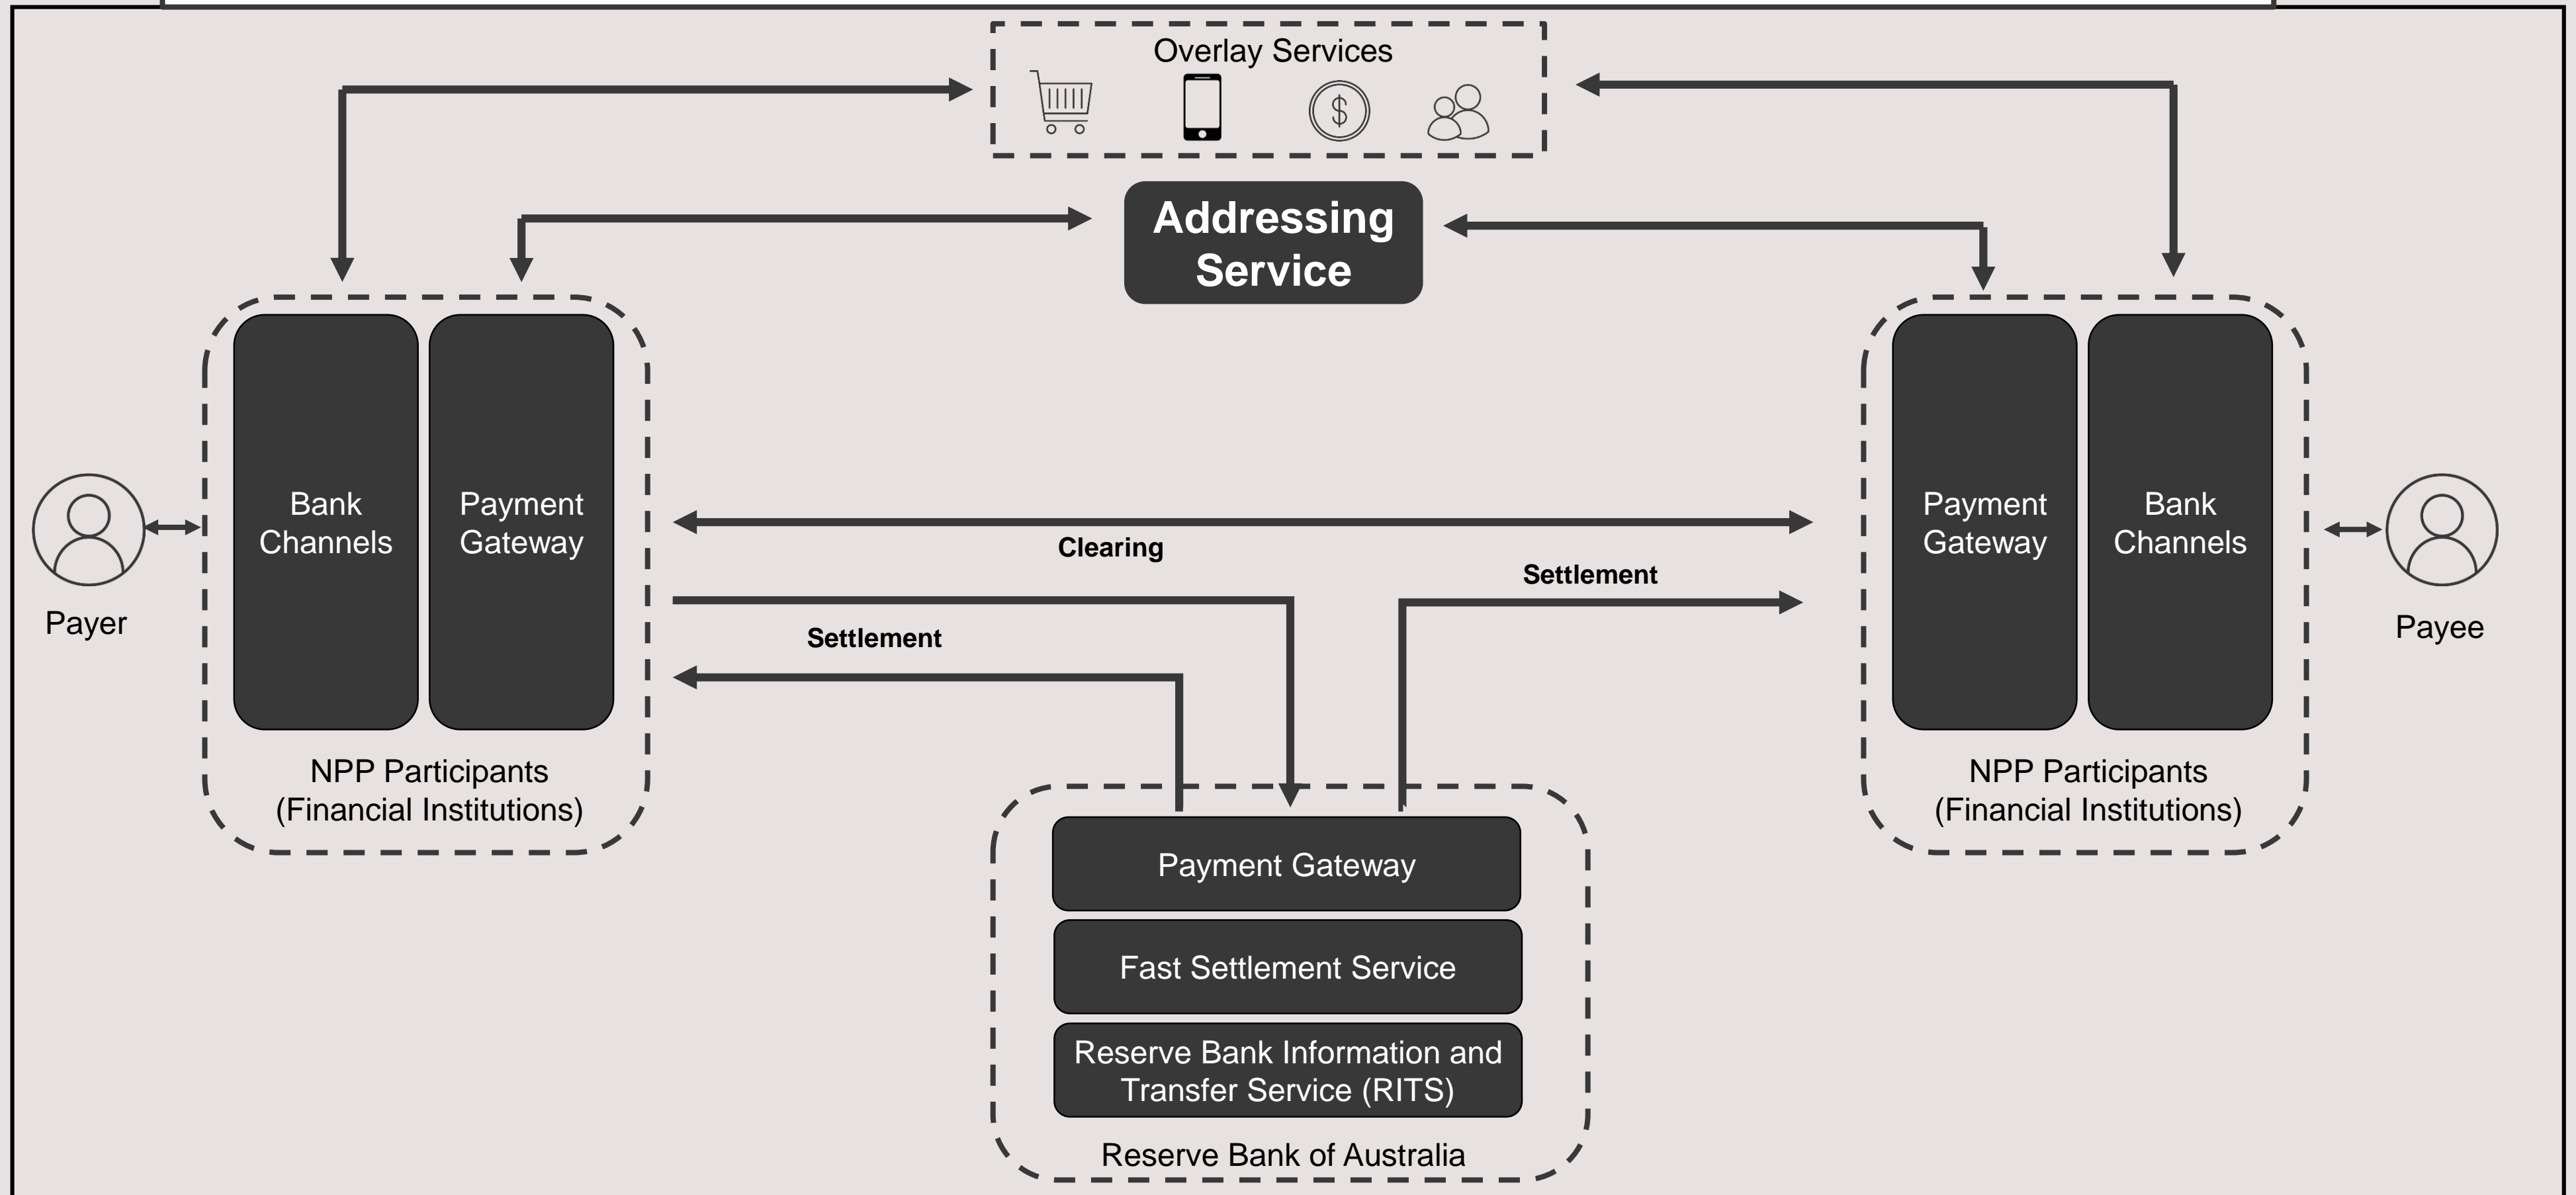 Overlay Services
$
Addressing
Service
Bank
Channels
Payment
Gateway
Payment
Gateway
Bank
Channels
Clearing
Settlement
Settlement
Payer
Payee
NPP Participants
(Financial Institutions)
NPP Participants
(Financial Institutions)
Payment Gateway
Fast Settlement Service
Reserve Bank Information and
Transfer Service (RITS)
Reserve Bank of Australia